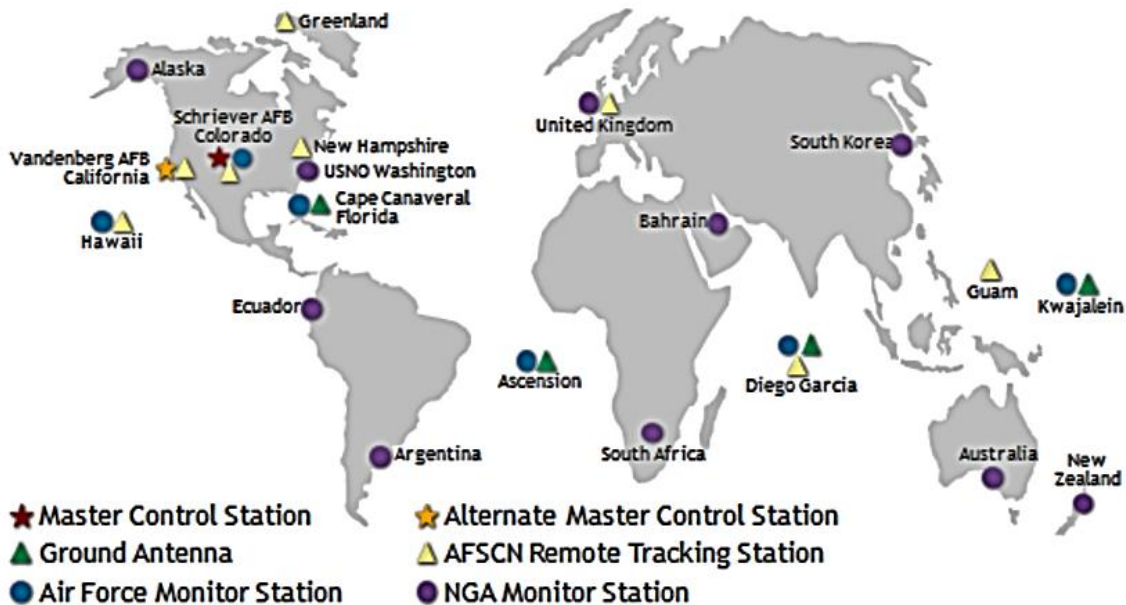 Greenland
Alaska
Schriever AFB
Colorado
Vandenberg AFB
California
New Hampshire
USNO Washington
Cape Canaveral
Florida
Hawaii
United Kingdom
South Korea
Bahrain
Guam
Kwajalein
Ecuador
Ascension
Diego Garcia
Argentina
South Africa
Australia
New
Zealand
Master Control Station
Alternate Master Control Station
Ground Antenna
AFSCN Remote Tracking Station
Air Force Monitor Station
NGA Monitor Station